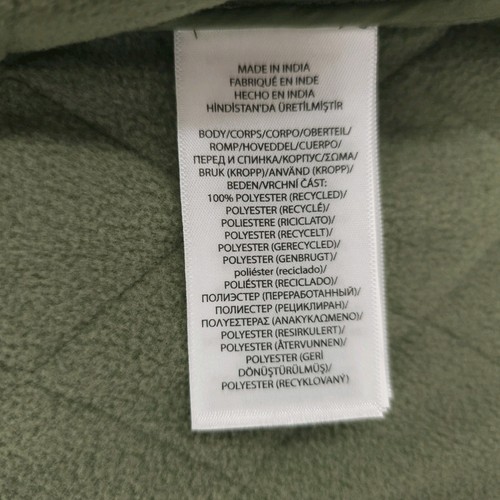 MADE IN INDIA
FABRIQUÉ EN INDE
HECHO EN INDIA
HİNDİSTAN'DA ÜRETİLMİŞTİR
BODY/CORPS/CORPO/OBERTEIL/
ROMP/HOVEDDEL/CUERPO/
ПЕРЕД И СПИНКА/КОРПУС/ΣΩΜΑ/
BRUK (KROPP)/ANVÄND (KROPP)/
BEDEN/VRCHNÍ ČÁST:
100% POLYESTER (RECYCLED)/
POLYESTER (RECYCLÉ)/
POLIESTERE (RICICLATO)/
POLYESTER (RECYCELT)/
POLYESTER (GERECYCLED)/
POLYESTER (GENBRUGT)/
poliéster (reciclado)/
POLIÉSTER (RECICLADO)/
ПОЛИЭСТЕР (ПЕРЕРАБОТАННЫЙ)/
ПОЛИЕСТЕР (РЕЦИКЛИРАН)/
ΠΟΛΥΕΣΤΕΡΑΣ (ΑΝΑΚΥΚΛΩΜΕΝΟ)/
POLYESTER (RESIRKULERT)/
POLYESTER (ÅTERVUNNEN)/
POLYESTER (GERİ
DÖNÜŞTÜRÜLMÜŞ)/
POLYESTER (RECYKLOVANÝ)